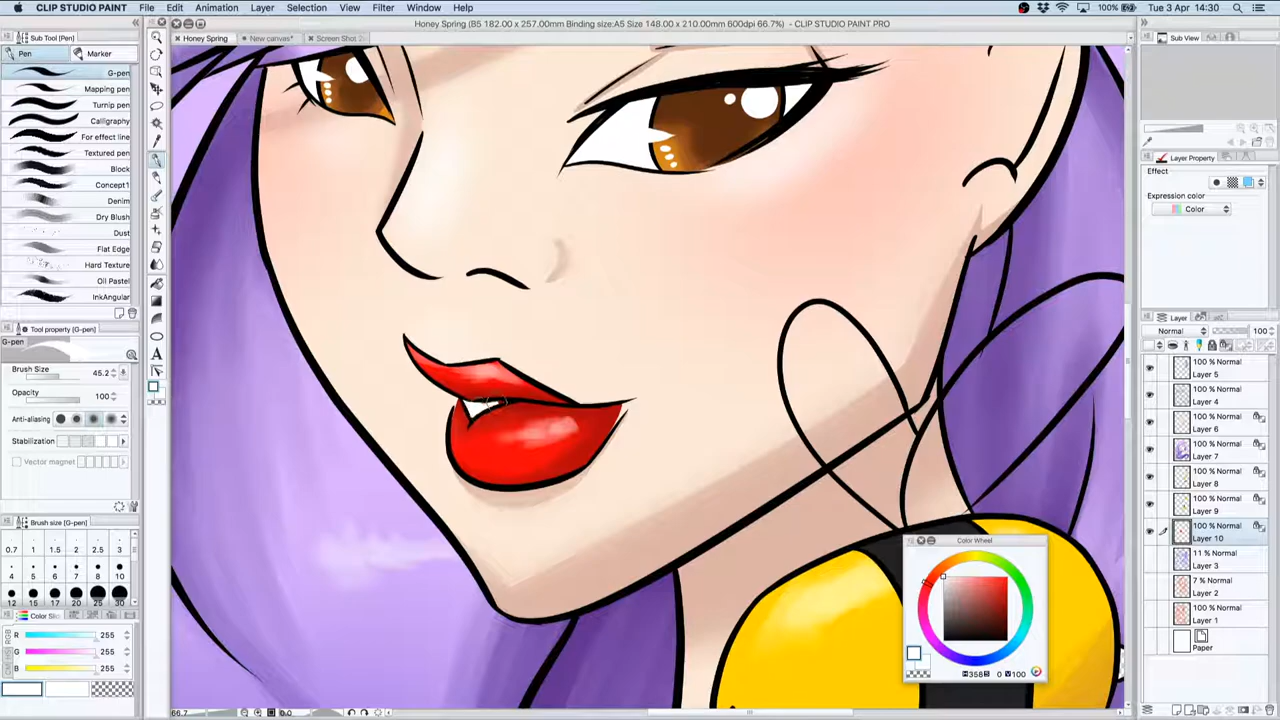 CLIP STUDIO PAINT File Edit Animation Layer Selection View Filter Window Help 100% Tue 3 Apr 14:30
Honey Spring (B5 182.00 x 257.00mm Binding size:A5 Size 148.00 x 210.00mm 600dpi 66.7%) - CLIP STUDIO PAINT PRO
Sub Tool (Pen)
Honey Spring
New canvas*
Sub View
Pen
Marker
G-pen
Mapping pen
Turnip pen
Calligraphy
For effect line
Textured pen
Block
Concept1
Denim
Dry Blush
Dust
Flat Edge
Hard Texture
Oil Pastel
InkAngular
Tool property (G-pen)
G-pen
Brush Size 45.2
Opacity 100
Anti-aliasing
Stabilization
Vector magnet
Brush size (G-pen)
0.7 1 1.5 2 2.5 3
4 5 6 7 8 10
12 15 17 20 25 30
R 255
G 255
B 255
66.7 0.0
Layer Property
Effect
Expression color
Color
Layer
Normal 100
100 % Normal
Layer 5
100 % Normal
Layer 4
100 % Normal
Layer 6
100 % Normal
Layer 7
100 % Normal
Layer 8
100 % Normal
Layer 9
100 % Normal
Layer 10
11 % Normal
Layer 3
7 % Normal
Layer 2
100 % Normal
Layer 1
Paper
Color Wheel
H 358 S 0 V 100